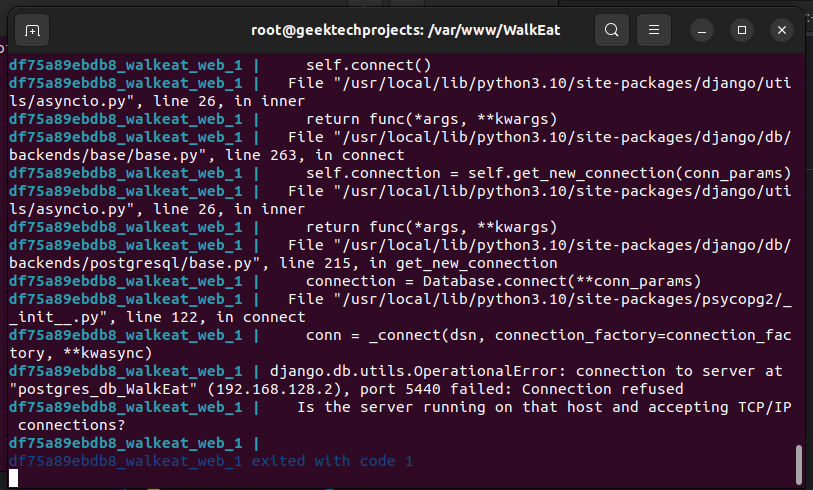 root@geektechprojects: /var/www/WalkEat
df75a89ebdb8_walkeat_web_1 |     self.connect()
df75a89ebdb8_walkeat_web_1 |   File "/usr/local/lib/python3.10/site-packages/django/uti
ls/asyncio.py", line 26, in inner
df75a89ebdb8_walkeat_web_1 |     return func(*args, **kwargs)
df75a89ebdb8_walkeat_web_1 |   File "/usr/local/lib/python3.10/site-packages/django/db/
backends/base/base.py", line 263, in connect
df75a89ebdb8_walkeat_web_1 |     self.connection = self.get_new_connection(conn_params)
df75a89ebdb8_walkeat_web_1 |   File "/usr/local/lib/python3.10/site-packages/django/uti
ls/asyncio.py", line 26, in inner
df75a89ebdb8_walkeat_web_1 |     return func(*args, **kwargs)
df75a89ebdb8_walkeat_web_1 |   File "/usr/local/lib/python3.10/site-packages/django/db/
backends/postgresql/base.py", line 215, in get_new_connection
df75a89ebdb8_walkeat_web_1 |     connection = Database.connect(**conn_params)
df75a89ebdb8_walkeat_web_1 |   File "/usr/local/lib/python3.10/site-packages/psycopg2/_
_init__.py", line 122, in connect
df75a89ebdb8_walkeat_web_1 |     conn = _connect(dsn, connection_factory=connection_fac
tory, **kwasync)
df75a89ebdb8_walkeat_web_1 | django.db.utils.OperationalError: connection to server at
"postgres_db_WalkEat" (192.168.128.2), port 5440 failed: Connection refused
df75a89ebdb8_walkeat_web_1 |    Is the server running on that host and accepting TCP/IP
 connections?
df75a89ebdb8_walkeat_web_1 |
df75a89ebdb8_walkeat_web_1 exited with code 1